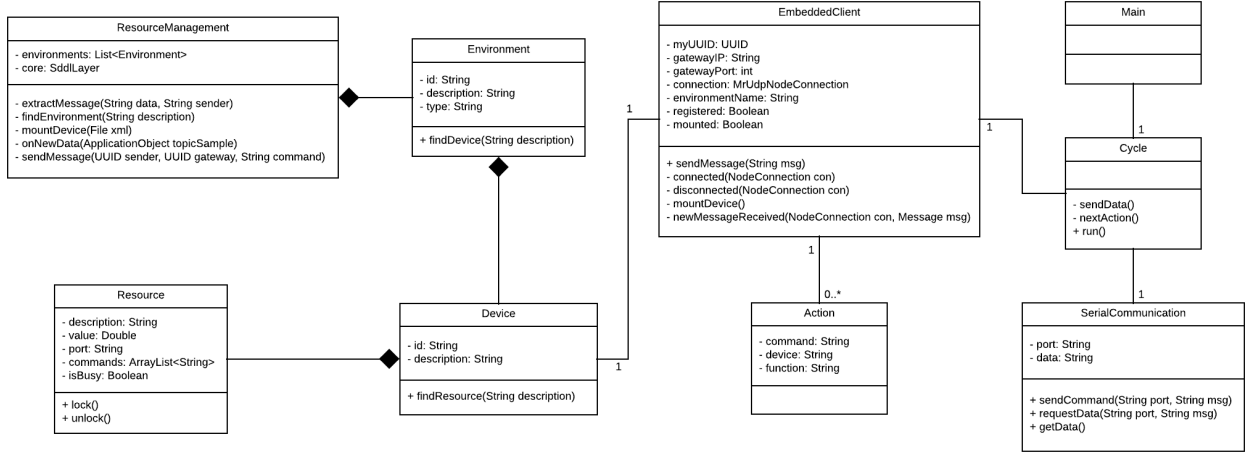 ResourceManagement
- environments: List<Environment>
- core: SddlLayer
- extractMessage(String data, String sender)
- findEnvironment(String description)
- mountDevice(File xml)
- onNewData(ApplicationObject topicSample)
- sendMessage(UUID sender, UUID gateway, String command)
Environment
- id: String
- description: String
- type: String
+ findDevice(String description)
EmbeddedClient
- myUUID: UUID
- gatewayIP: String
- gatewayPort: int
- connection: MrUdpNodeConnection
- environmentName: String
- registered: Boolean
- mounted: Boolean
+ sendMessage(String msg)
- connected(NodeConnection con)
- disconnected(NodeConnection con)
- mountDevice()
- newMessageReceived(NodeConnection con, Message msg)
1
1
1
Main
1
Cycle
- sendData()
- nextAction()
+ run()
Resource
- description: String
- value: Double
- port: String
- commands: ArrayList<String>
- isBusy: Boolean
+ lock()
+ unlock()
Device
- id: String
- description: String
+ findResource(String description)
1
0..*
Action
- command: String
- device: String
- function: String
1
SerialCommunication
- port: String
- data: String
+ sendCommand(String port, String msg)
+ requestData(String port, String msg)
+ getData()